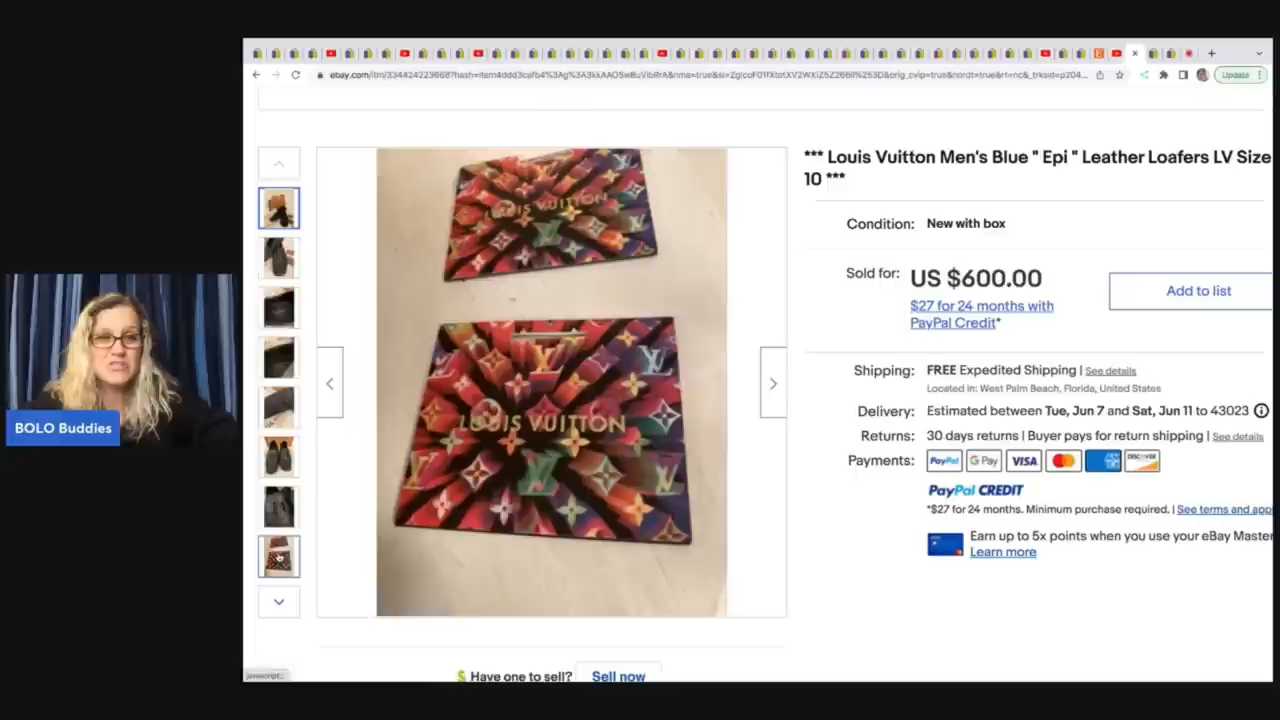 Update
*** Louis Vuitton Men's Blue " Epi " Leather Loafers LV Size
10 ***
Condition: New with box
Sold for: US $600.00
$27 for 24 months with
PayPal Credit*
Add to list
Shipping: FREE Expedited Shipping | See details
Located in: West Palm Beach, Florida, United States
Delivery: Estimated between Tue, Jun 7 and Sat, Jun 11 to 43023
Returns: 30 days returns | Buyer pays for return shipping | See details
Payments: PayPal G Pay VISA DISCOVER
PayPal CREDIT
*$27 for 24 months. Minimum purchase required. | See terms and app
Earn up to 5x points when you use your eBay Master
Learn more
LOUIS VUITTON
LOUIS VUITTON
BOLO Buddies
Have one to sell? Sell now